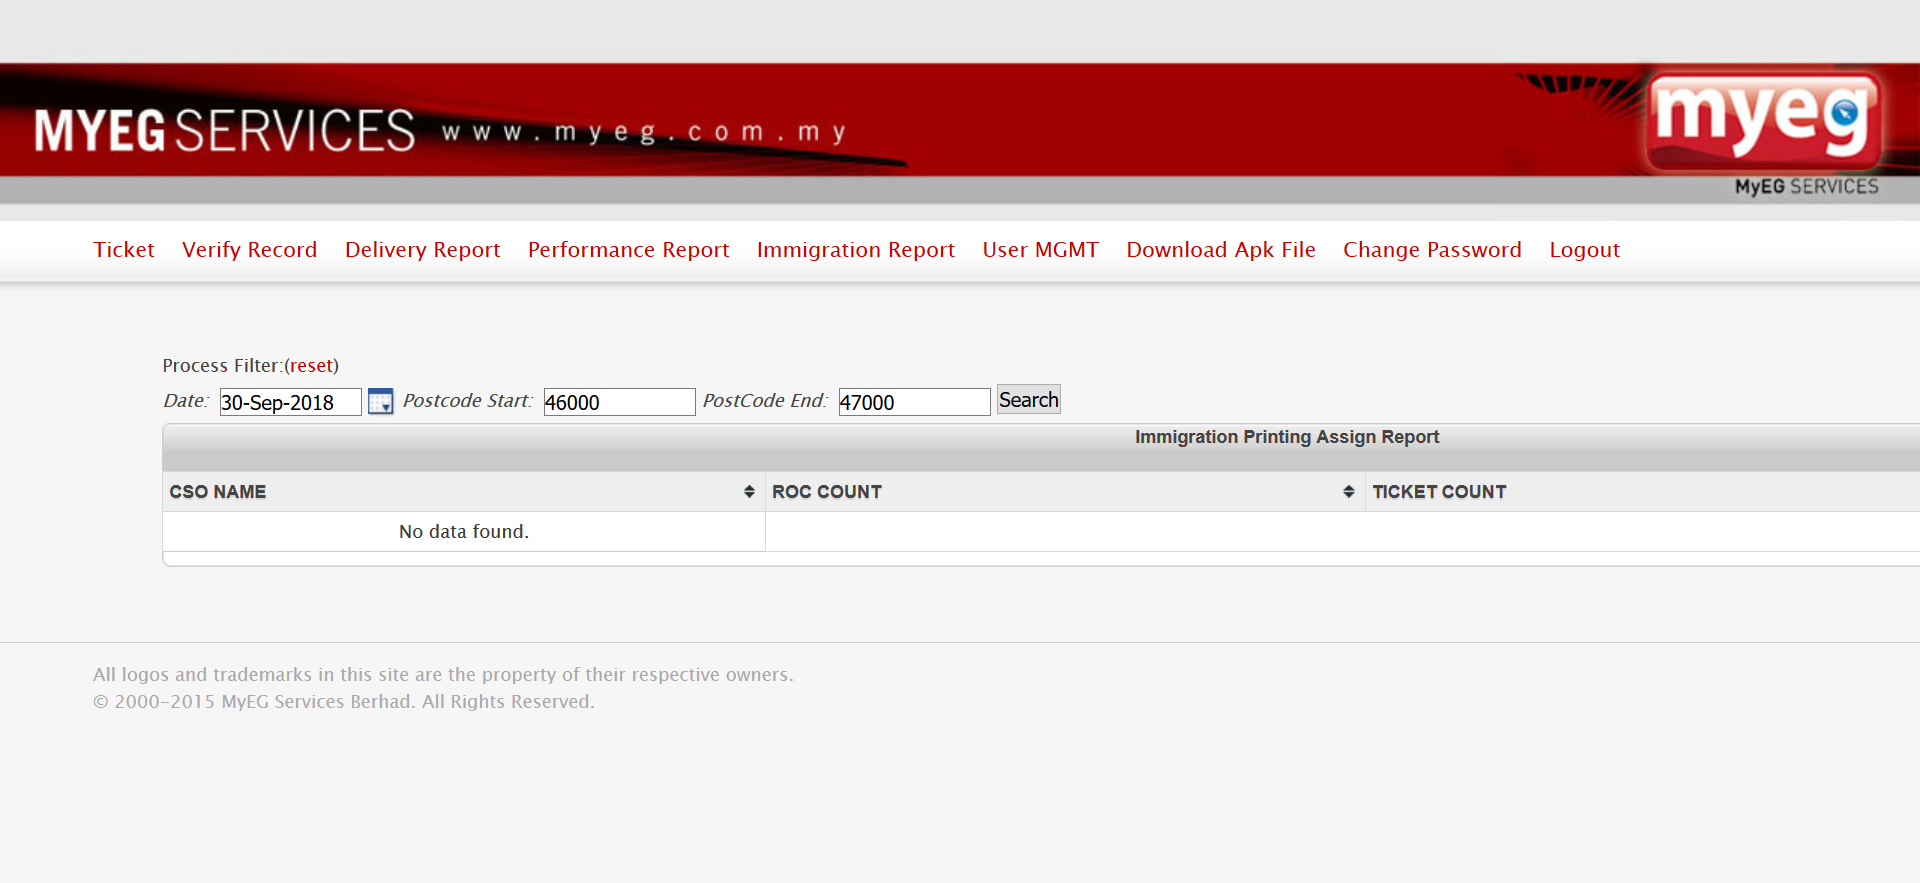 MYEG SERVICES www.myeg.com.my
myeg
MyEG SERVICES
Ticket Verify Record Delivery Report Performance Report Immigration Report User MGMT Download Apk File Change Password Logout
Process Filter:(reset)
Date: 30-Sep-2018 Postcode Start: 46000 PostCode End: 47000 Search
Immigration Printing Assign Report
CSO NAME ROC COUNT TICKET COUNT
No data found.
All logos and trademarks in this site are the property of their respective owners.
© 2000-2015 MyEG Services Berhad. All Rights Reserved.